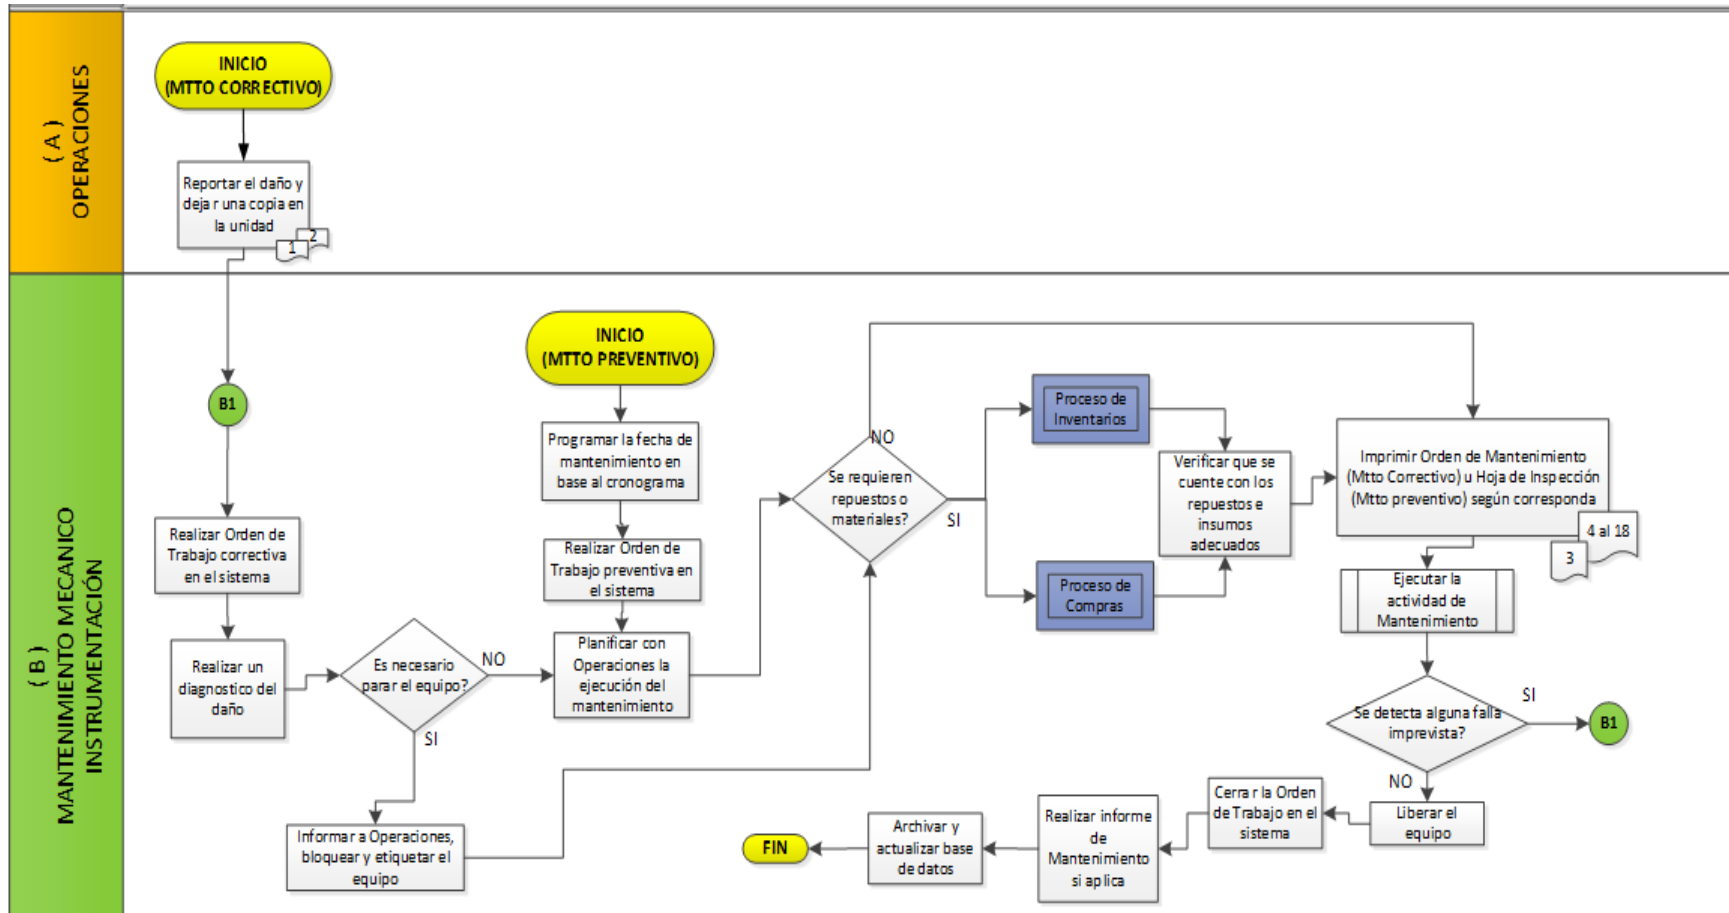 ( A )
OPERACIONES
INICIO
(MTTO CORRECTIVO)
Reportar el daño y
deja r una copia en
la unidad
1
2
( B )
MANTENIMIENTO MECANICO
INSTRUMENTACIÓN
B1
Realizar Orden de
Trabajo correctiva
en el sistema
Realizar un
diagnostico del
daño
Es necesario
parar el equipo?
NO
SI
Informar a Operaciones,
bloquear y etiquetar el
equipo
INICIO
(MTTO PREVENTIVO)
Programar la fecha de
mantenimiento en
base al cronograma
Realizar Orden de
Trabajo preventiva en
el sistema
Planificar con
Operaciones la
ejecución del
mantenimiento
Se requieren
repuestos o
materiales?
NO
SI
Proceso de
Inventarios
Proceso de
Compras
Verificar que se
cuente con los
repuestos e
insumos
adecuados
Imprimir Orden de Mantenimiento
(Mtto Correctivo) u Hoja de Inspección
(Mtto preventivo) según corresponda
4 al 18
3
Ejecutar la
actividad de
Mantenimiento
Se detecta alguna falla
imprevista?
SI
B1
NO
Liberar el
equipo
Cerrar la Orden
de Trabajo en el
sistema
Realizar informe
de
Mantenimiento
si aplica
Archivar y
actualizar base
de datos
FIN